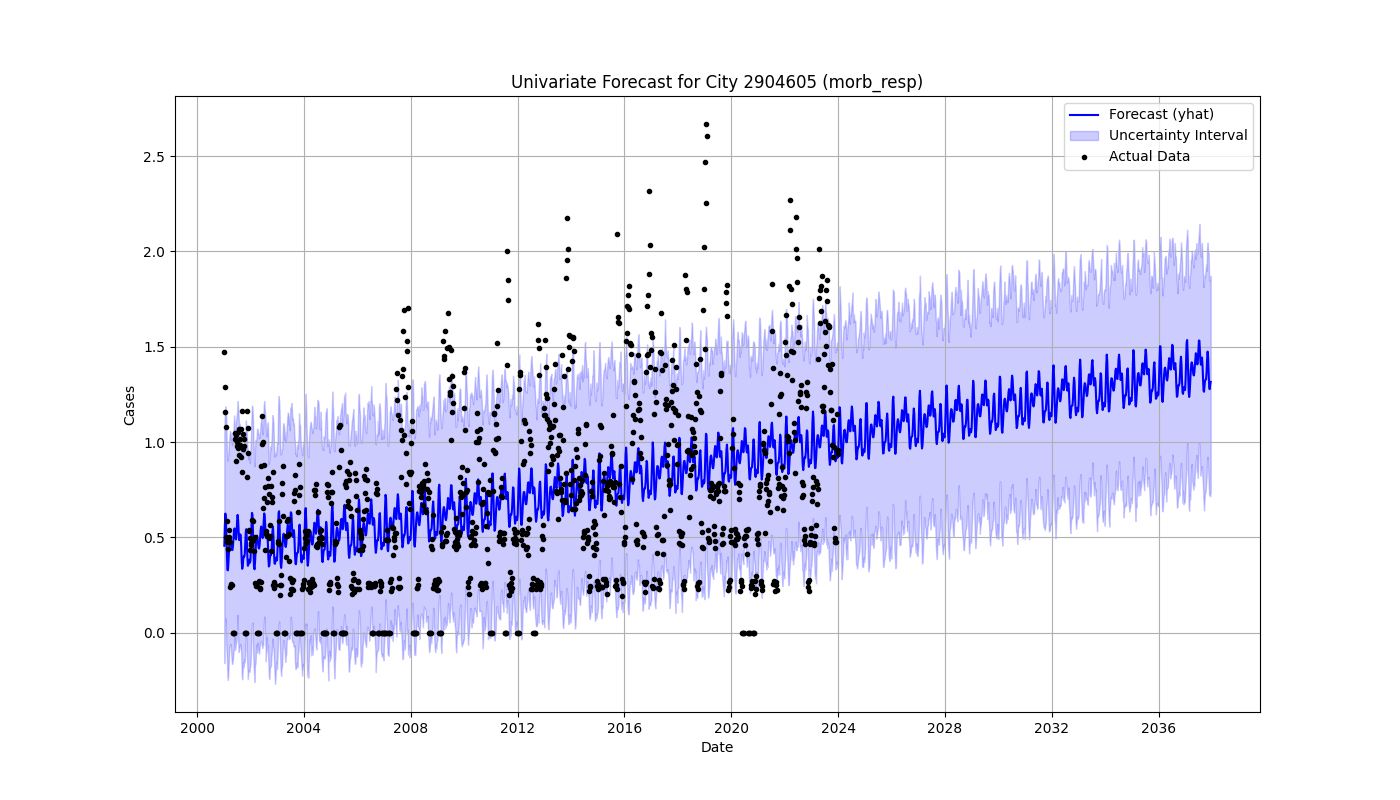 Univariate Forecast for City 2904605 (morb_resp)
Forecast (yhat)
Uncertainty Interval
Actual Data
Cases
2.5
2.0
1.5
1.0
0.5
0.0
2000 2004 2008 2012 2016 2020 2024 2028 2032 2036
Date